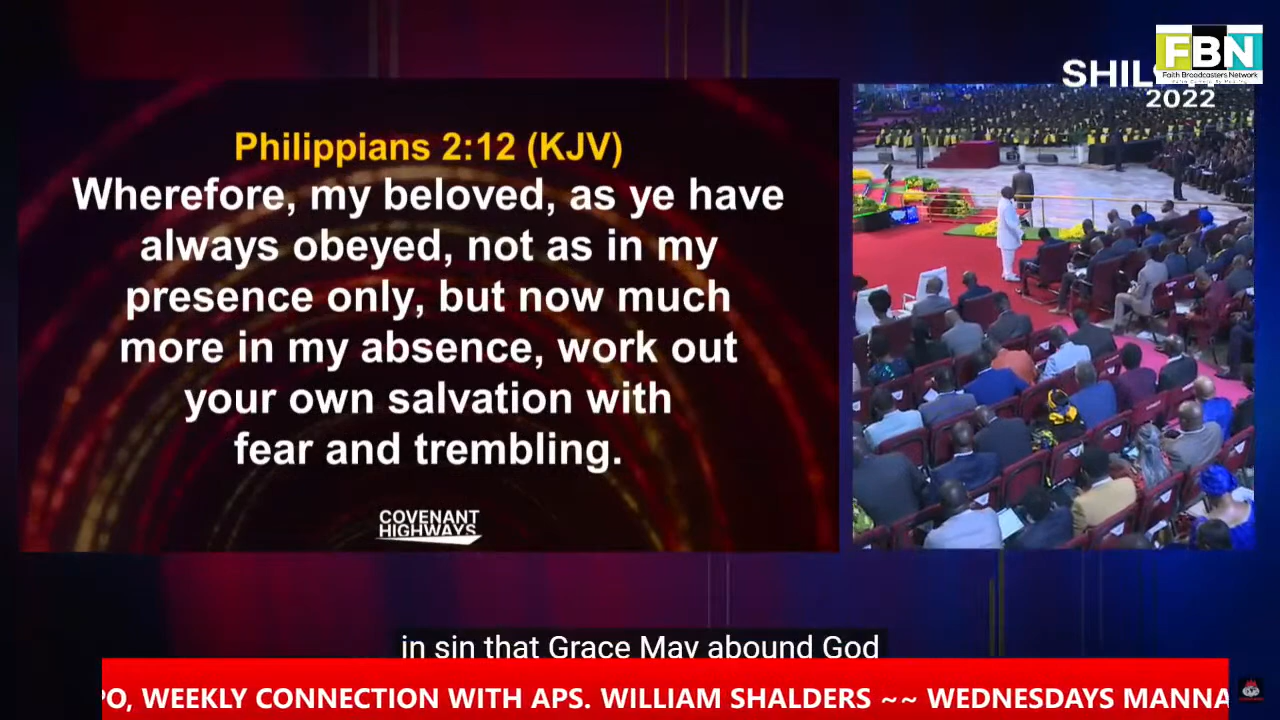 FBN
Faith Broadcasters Network
2022
Philippians 2:12 (KJV)
Wherefore, my beloved, as ye have
always obeyed, not as in my
presence only, but now much
more in my absence, work out
your own salvation with
fear and trembling.
COVENANT
HIGHWAYS
in sin that Grace May abound God
PO, WEEKLY CONNECTION WITH APS. WILLIAM SHALDERS ~~ WEDNESDAYS MANNA